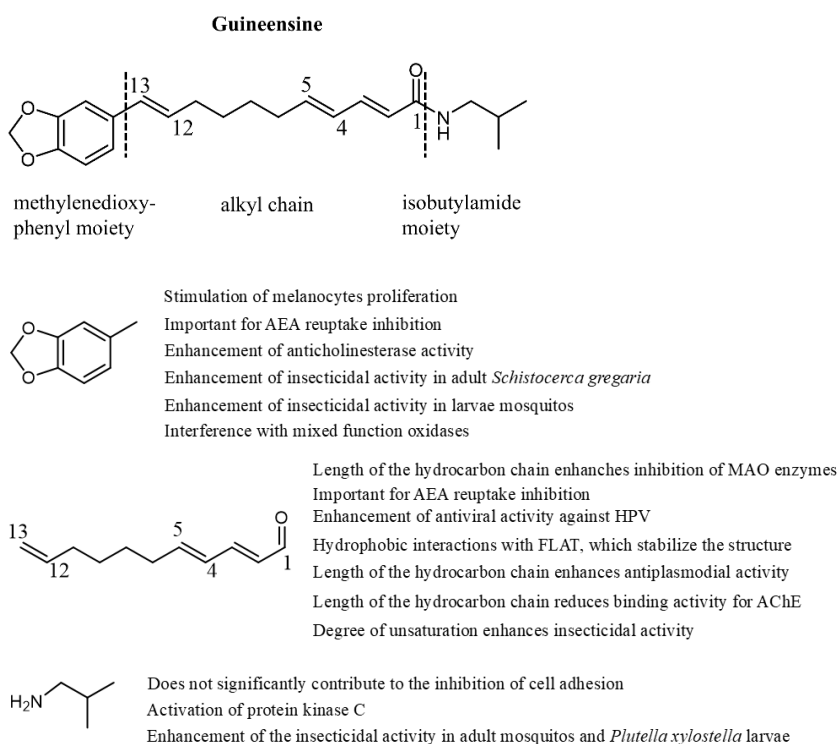 Guineensine
O
13
5
O
O
12
4
1
N
H
methylenedioxy-
phenyl moiety
alkyl chain
isobutylamide
moiety
Stimulation of melanocytes proliferation
Important for AEA reuptake inhibition
Enhancement of anticholinesterase activity
Enhancement of insecticidal activity in adult Schistocerca gregaria
Enhancement of insecticidal activity in larvae mosquitos
Interference with mixed function oxidases
O
O
Length of the hydrocarbon chain enhanches inhibition of MAO enzymes
Important for AEA reuptake inhibition
Enhancement of antiviral activity against HPV
Hydrophobic interactions with FLAT, which stabilize the structure
Length of the hydrocarbon chain enhances antiplasmodial activity
Length of the hydrocarbon chain reduces binding activity for AChE
Degree of unsaturation enhances insecticidal activity
13
12
5
4
O
1
H2N
Does not significantly contribute to the inhibition of cell adhesion
Activation of protein kinase C
Enhancement of the insecticidal activity in adult mosquitos and Plutella xylostella larvae